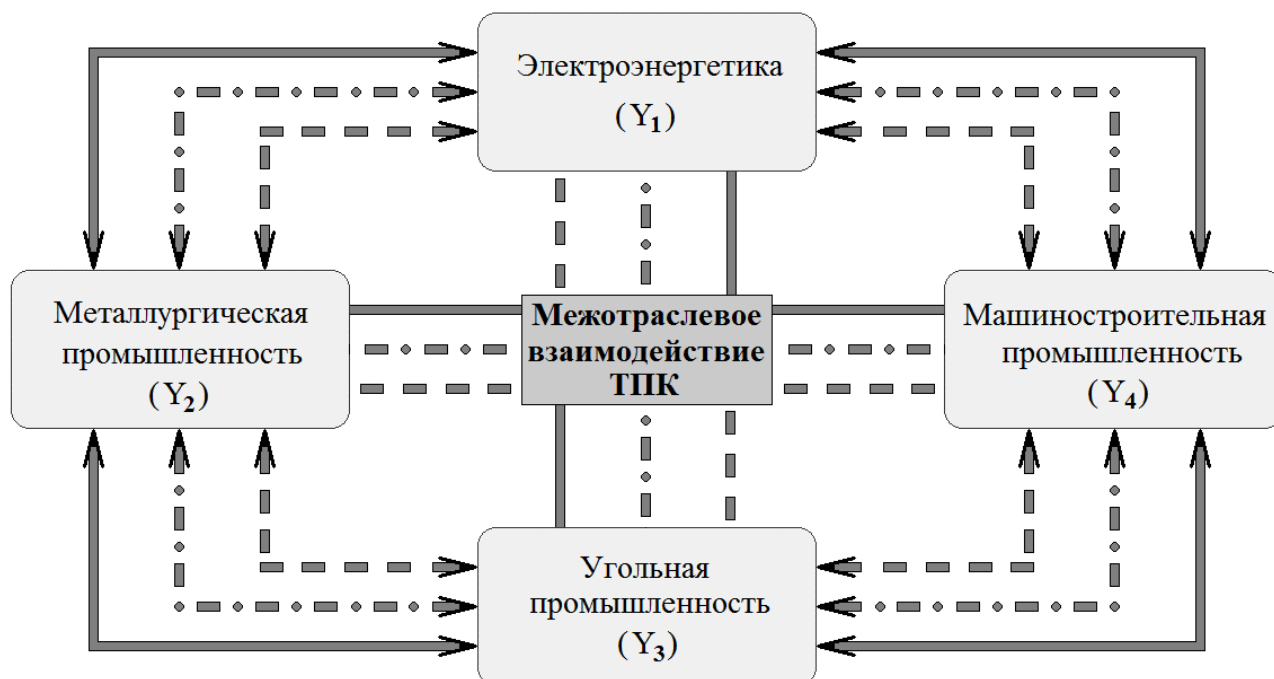 Электроэнергетика
(Y1)
Металлургическая
промышленность
(Y2)
Межотраслевое
взаимодействие
ТПК
Машиностроительная
промышленность
(Y4)
Угольная
промышленность
(Y3)